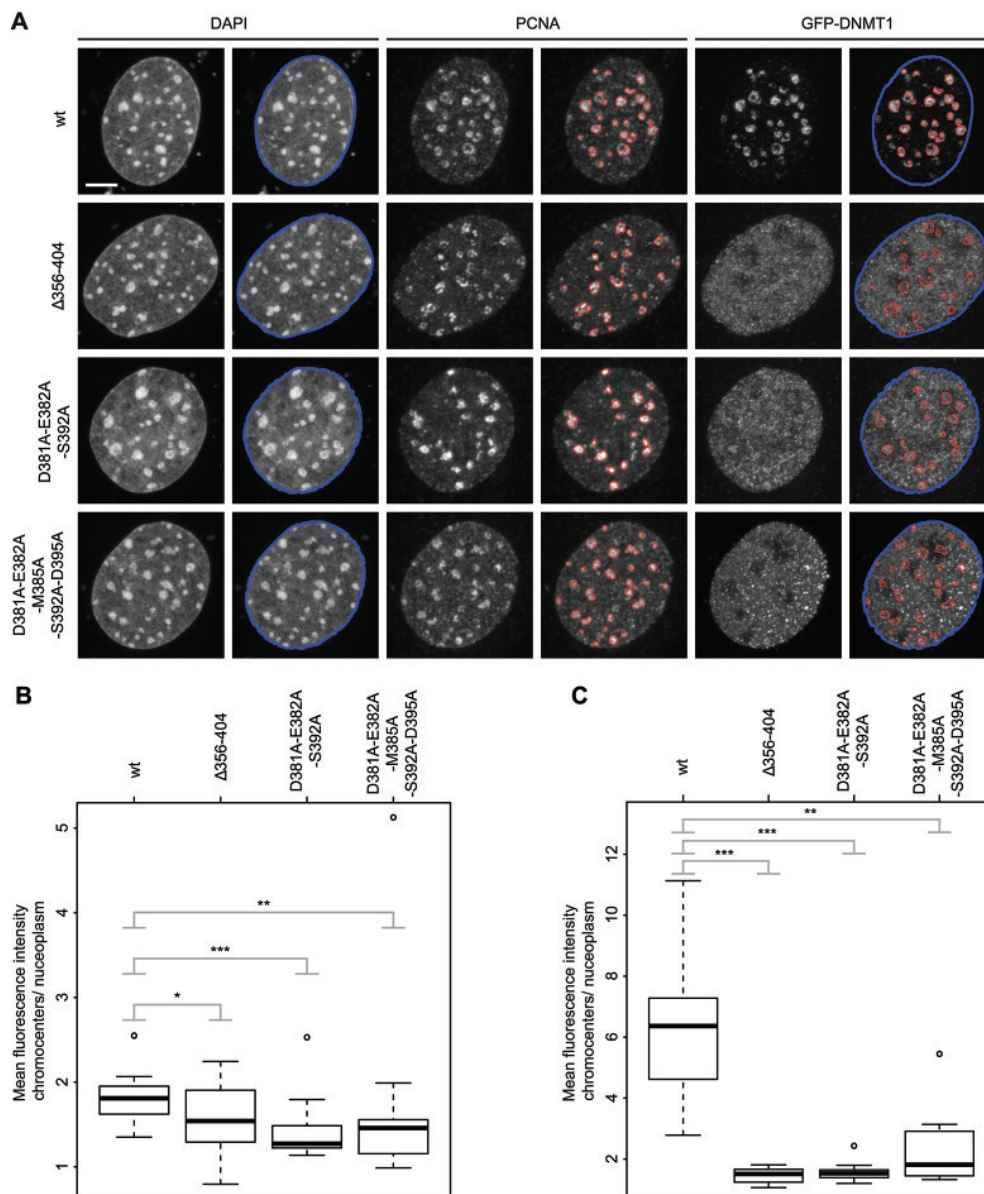 A
DAPI PCNA GFP-DNMT1
wt
Δ356-404
D381A-E382A
-S392A
D381A-E382A
-M385A
-S392A-D395A
B
wt
Δ356-404
D381A-E382A
-S392A
D381A-E382A
-M385A
-S392A-D395A
Mean fluorescence intensity
chromocenters/ nuceoplasm
5
4
3
2
1
**
***
*
C
wt
Δ356-404
D381A-E382A
-S392A
D381A-E382A
-M385A
-S392A-D395A
Mean fluorescence intensity
chromocenters/ nuceoplasm
12
10
8
6
4
2
**
***
***